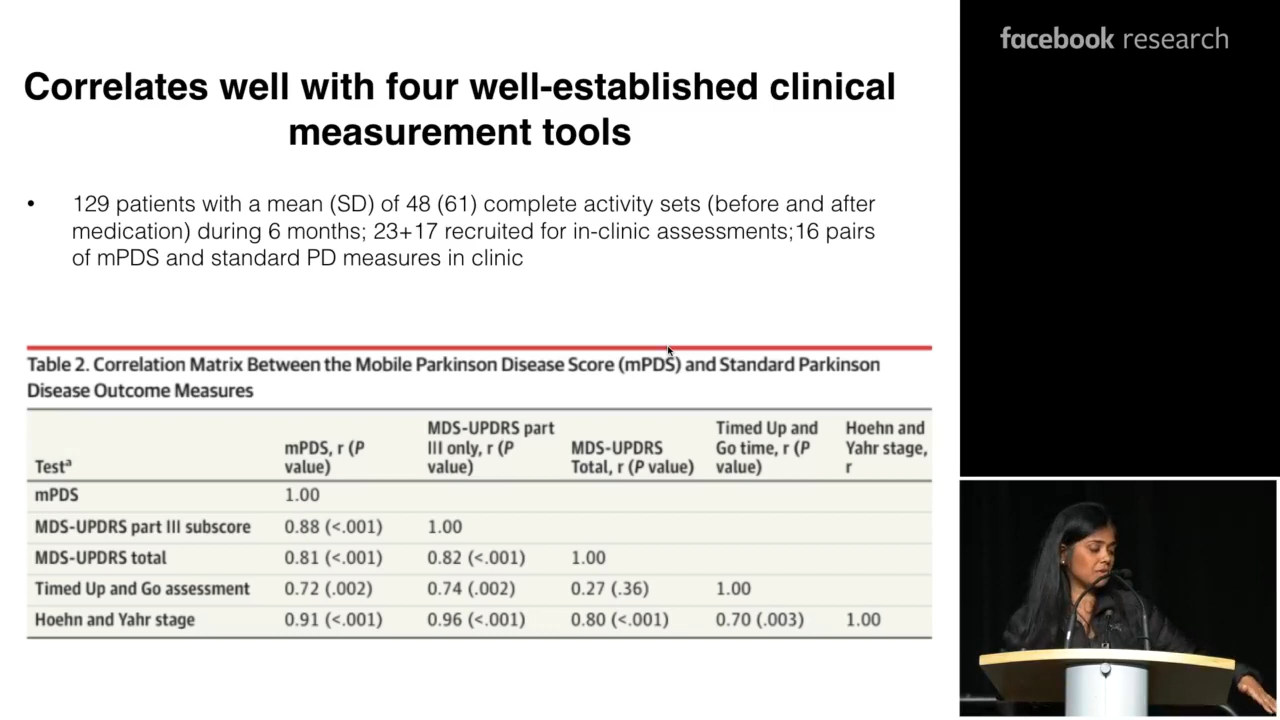 facebook research
Correlates well with four well-established clinical
measurement tools
• 129 patients with a mean (SD) of 48 (61) complete activity sets (before and after
medication) during 6 months; 23+17 recruited for in-clinic assessments;16 pairs
of mPDS and standard PD measures in clinic
Table 2. Correlation Matrix Between the Mobile Parkinson Disease Score (mPDS) and Standard Parkinson
Disease Outcome Measures
Testᵃ mPDS, r (P value) MDS-UPDRS part III only, r (P value) MDS-UPDRS Total, r (P value) Timed Up and Go time, r (P value) Hoehn and Yahr stage, r
mPDS 1.00
MDS-UPDRS part III subscore 0.88 (<.001) 1.00
MDS-UPDRS total 0.81 (<.001) 0.82 (<.001) 1.00
Timed Up and Go assessment 0.72 (.002) 0.74 (.002) 0.27 (.36) 1.00
Hoehn and Yahr stage 0.91 (<.001) 0.96 (<.001) 0.80 (<.001) 0.70 (.003) 1.00